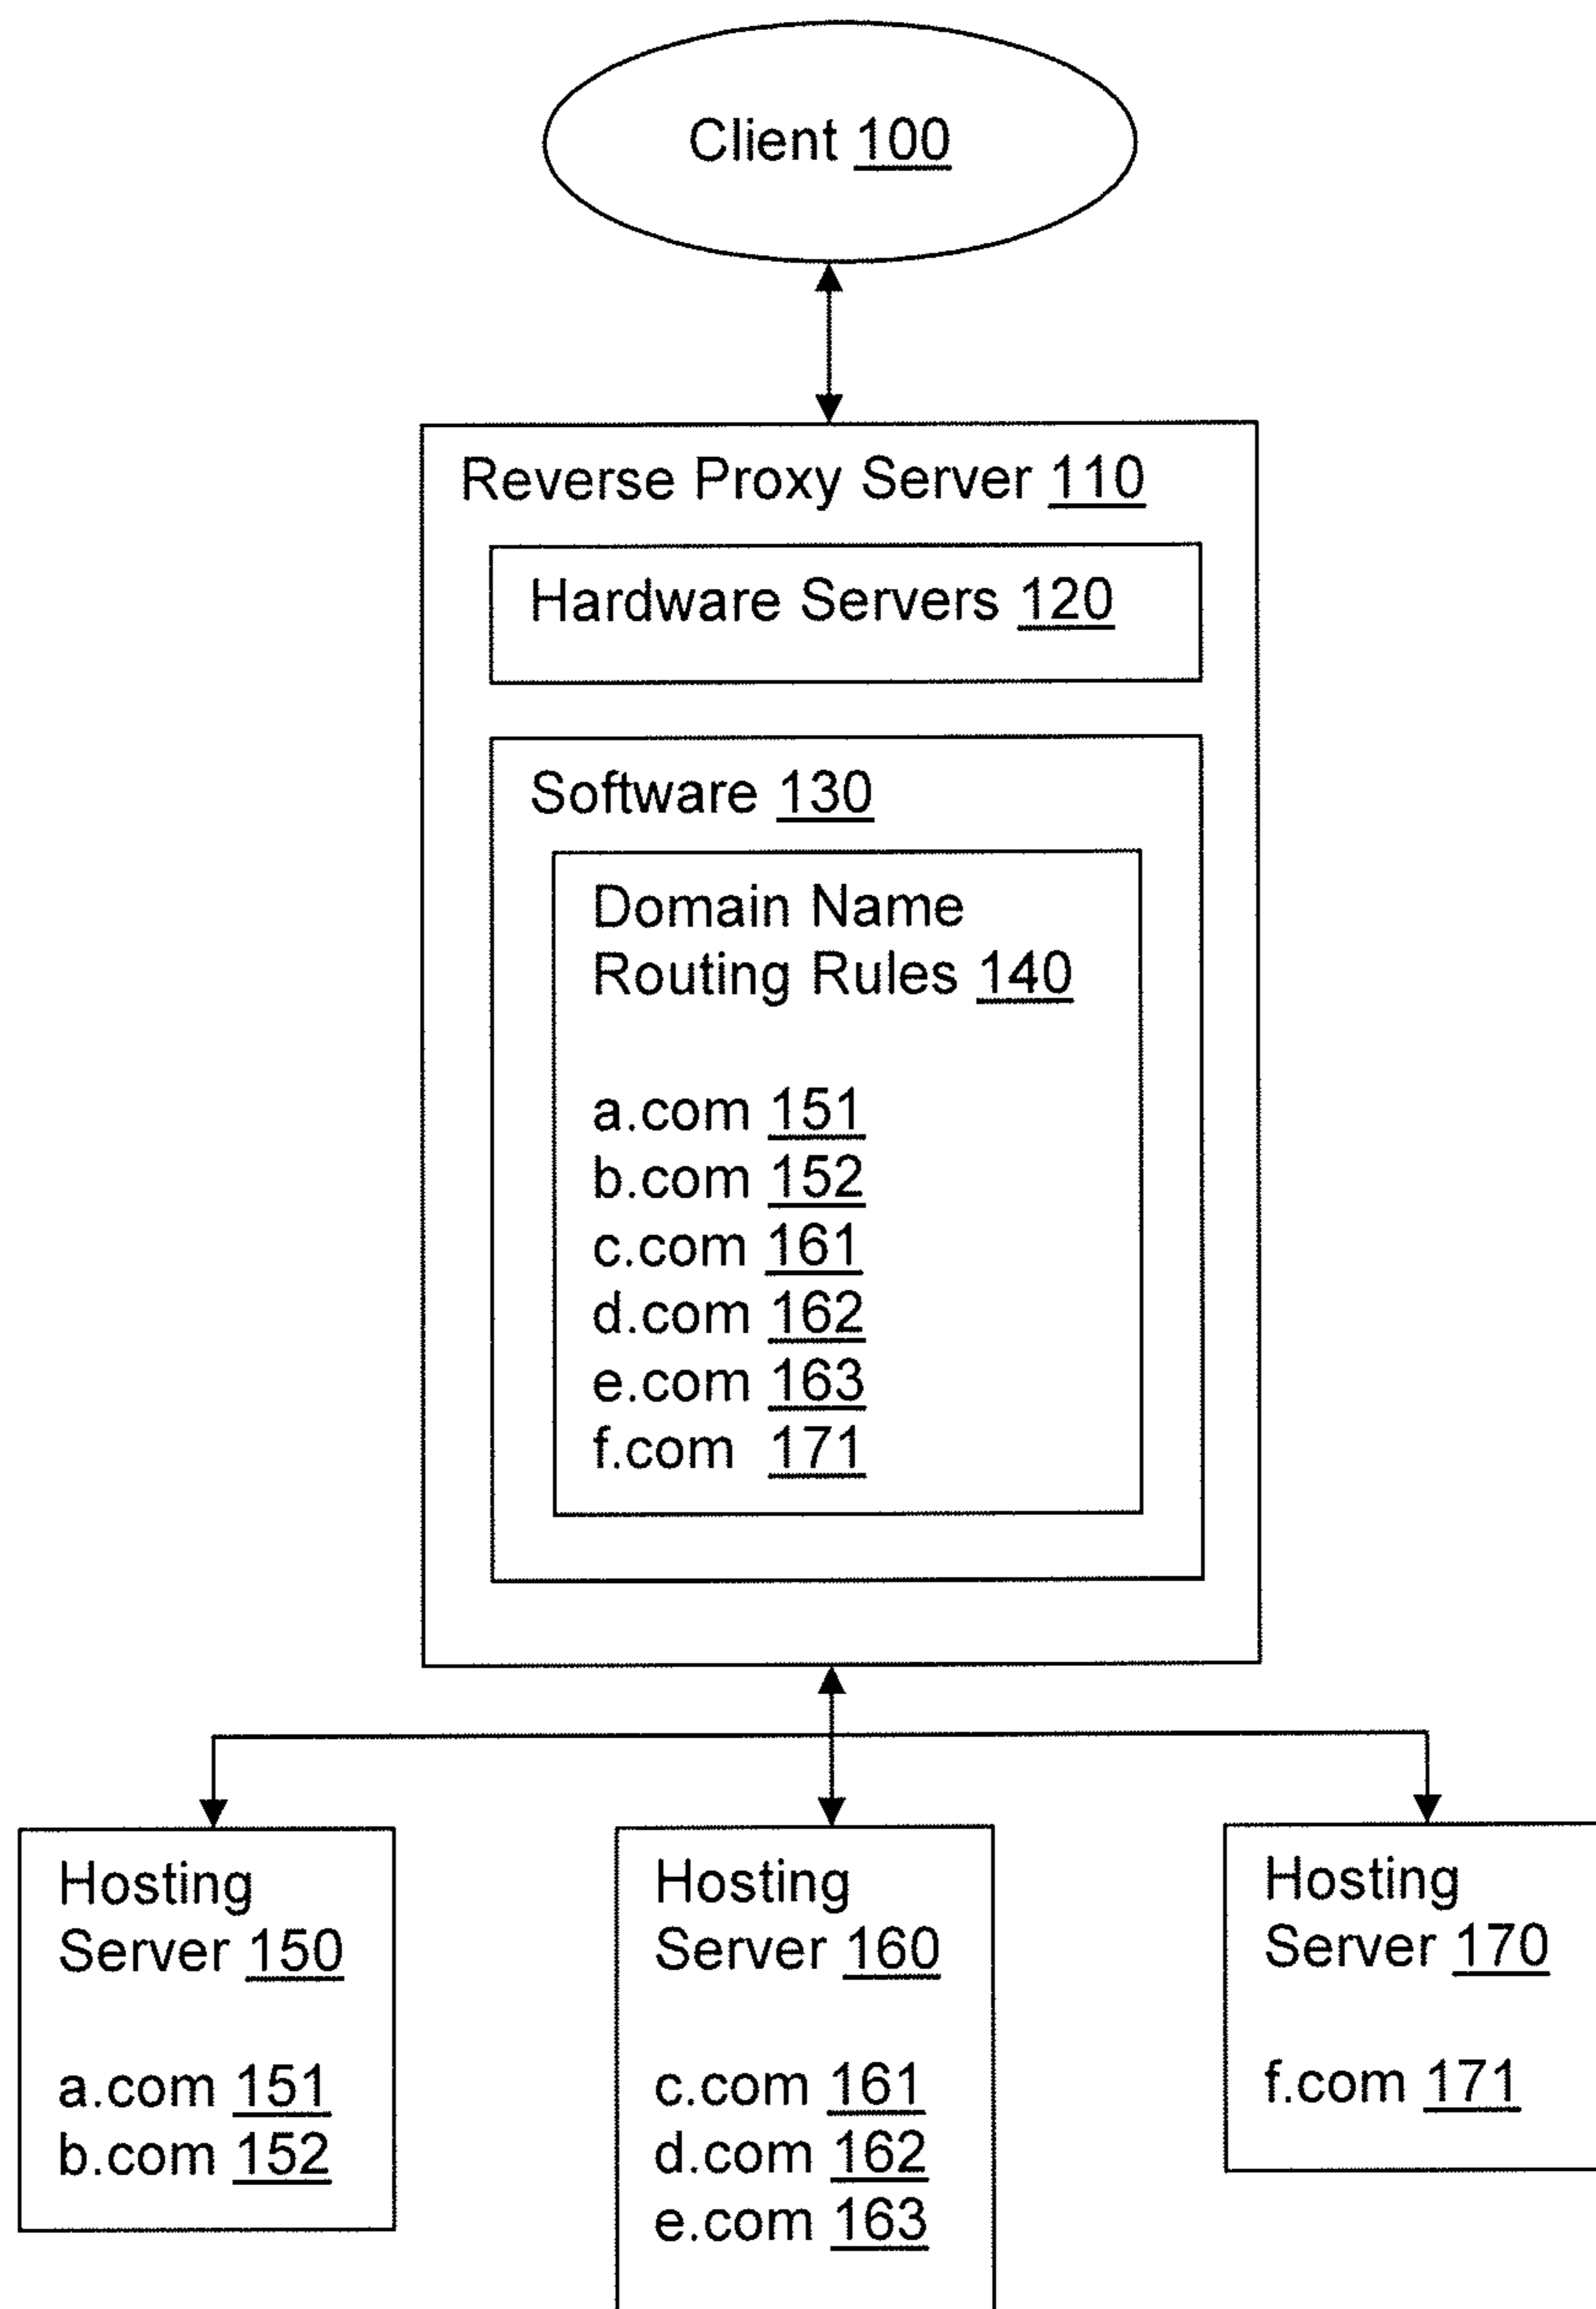 Client 100
Reverse Proxy Server 110
Hardware Servers 120
Software 130
Domain Name
Routing Rules 140
a.com 151
b.com 152
c.com 161
d.com 162
e.com 163
f.com 171
Hosting
Server 150
a.com 151
b.com 152
Hosting
Server 160
c.com 161
d.com 162
e.com 163
Hosting
Server 170
f.com 171